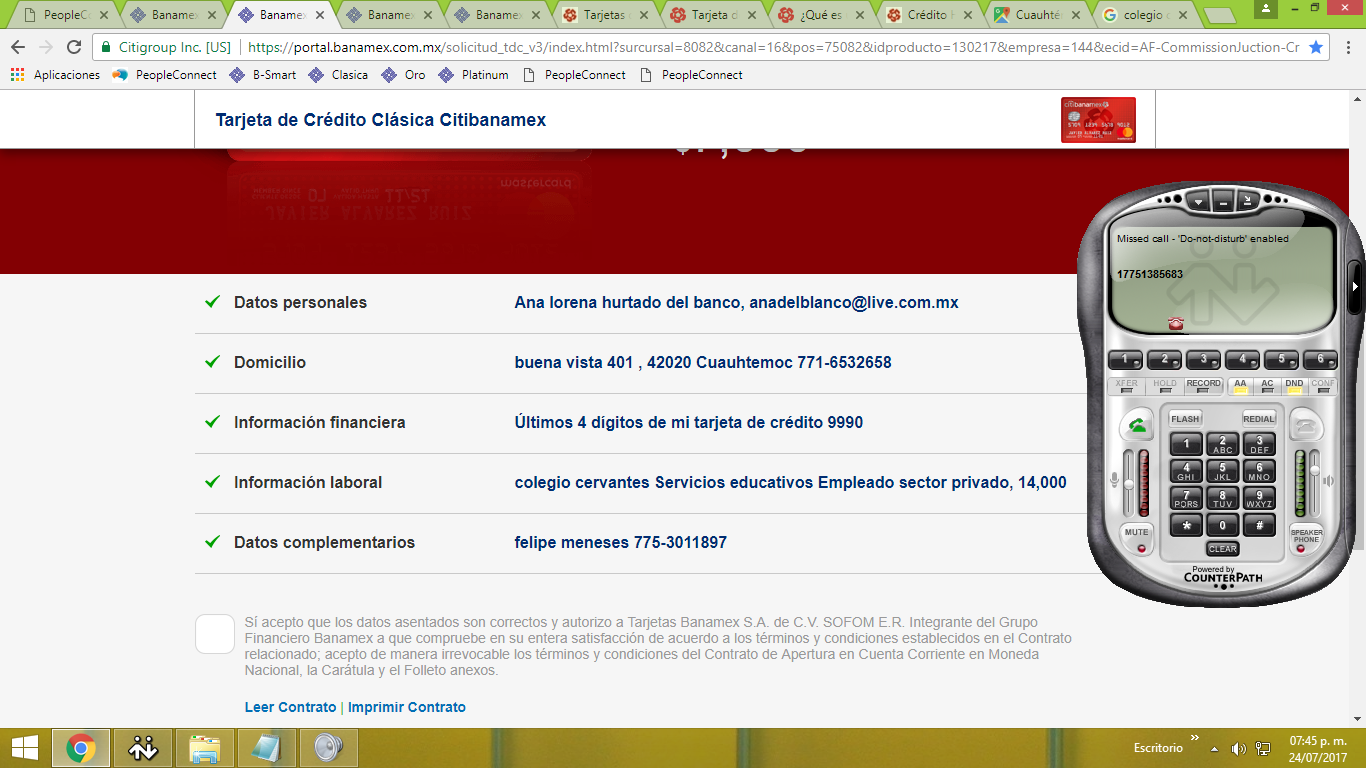 PeopleCo
Banamex
Banamex
Banamex
Banamex
Tarjetas
Tarjeta d
¿Qué es
Crédito
Cuauhté
colegio
Citigroup Inc. [US]
https://portal.banamex.com.mx/solicitud_tdc_v3/index.html?surcursal=8082&canal=16&pos=75082&idproducto=130217&empresa=144&ecid=AF-CommissionJuction-Cr
Aplicaciones PeopleConnect B-Smart Clasica Oro Platinum PeopleConnect PeopleConnect
Tarjeta de Crédito Clásica Citibanamex
citibanamex
JAVIER ALVAREZ RUIZ
mastercard
JAVIER ALVAREZ RUIZ
Datos personales
Ana lorena hurtado del banco, anadelblanco@live.com.mx
Domicilio
buena vista 401 , 42020 Cuauhtemoc 771-6532658
Información financiera
Últimos 4 dígitos de mi tarjeta de crédito 9990
Información laboral
colegio cervantes Servicios educativos Empleado sector privado, 14,000
Datos complementarios
felipe meneses 775-3011897
Sí acepto que los datos asentados son correctos y autorizo a Tarjetas Banamex S.A. de C.V. SOFOM E.R. Integrante del Grupo
Financiero Banamex a que compruebe en su entera satisfacción de acuerdo a los términos y condiciones establecidos en el Contrato
relacionado; acepto de manera irrevocable los términos y condiciones del Contrato de Apertura en Cuenta Corriente en Moneda
Nacional, la Carátula y el Folleto anexos.
Leer Contrato | Imprimir Contrato
Missed call - 'Do-not-disturb' enabled
17751385683
1 2 3 4 5 6
XFER HOLD RECORD AA AC DND CONF
FLASH REDIAL
1 2 ABC 3 DEF
4 GHI 5 JKL 6 MNO
7 PQRS 8 TUV 9 WXYZ
* 0 #
MUTE
SPEAKER PHONE
CLEAR
Powered by
COUNTERPATH
Escritorio
07:45 p. m.
24/07/2017